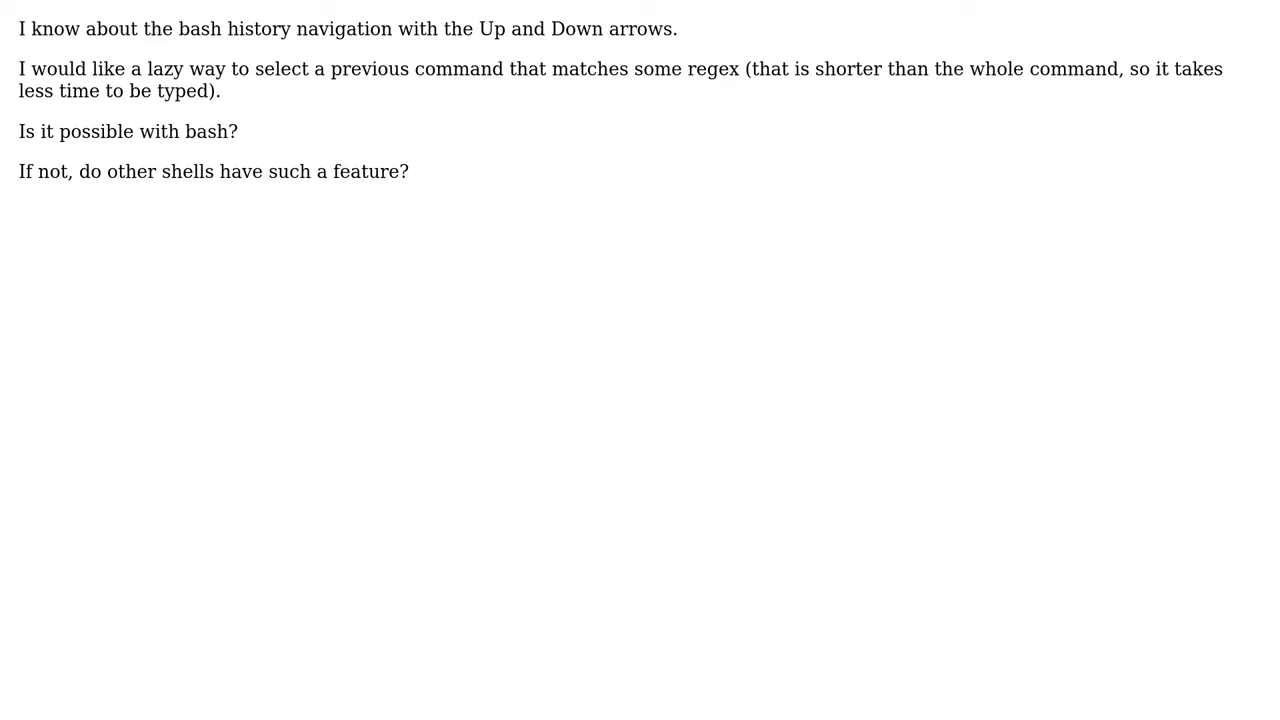 I know about the bash history navigation with the Up and Down arrows.
I would like a lazy way to select a previous command that matches some regex (that is shorter than the whole command, so it takes
less time to be typed).
Is it possible with bash?
If not, do other shells have such a feature?